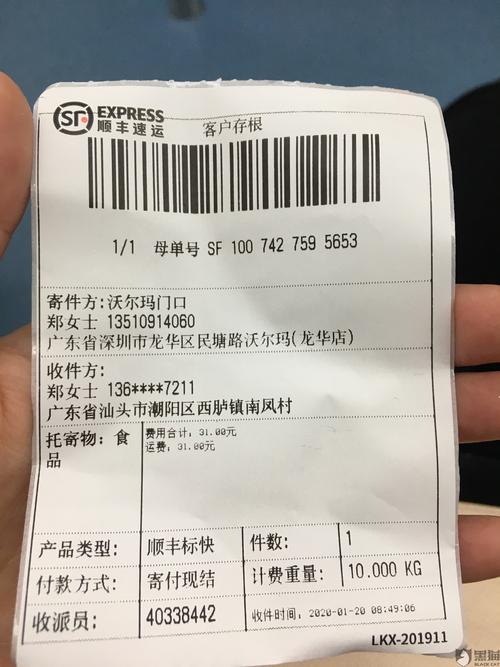 SF EXPRESS
顺丰速运
客户存根
1/1 母单号 SF 100 742 759 5653
寄件方:沃尔玛门口
郑女士 13510914060
广东省深圳市龙华区民塘路沃尔玛(龙华店)
收件方:
郑女士 136****7211
广东省汕头市潮阳区西胪镇南凤村
托寄物: 食品
费用合计: 31.00元
运费: 31.00元
产品类型: 顺丰标快 件数: 1
付款方式: 寄付现结 计费重量: 10.000 KG
收派员: 40338442 收件时间: 2020-01-20 08:49:06
LKX-201911
黑猫
BLACK CAT